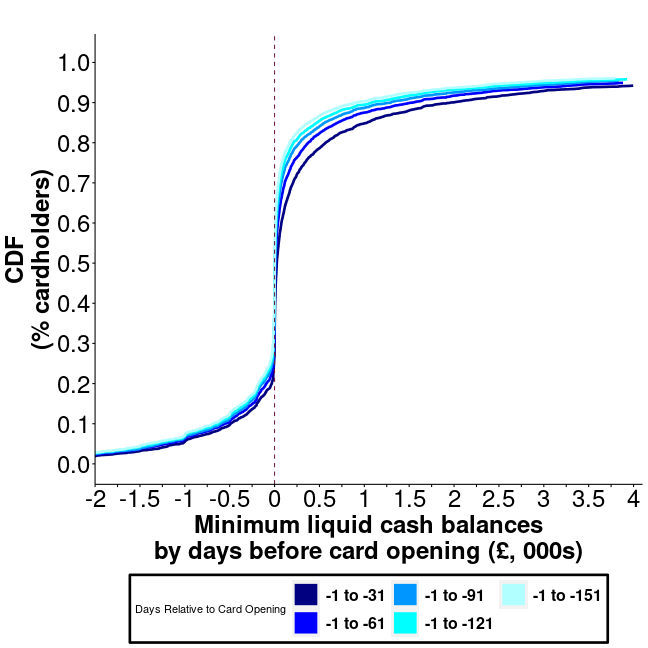 CDF
(% cardholders)
1.0
0.9
0.8
0.7
0.6
0.5
0.4
0.3
0.2
0.1
0.0
-2 -1.5 -1 -0.5 0 0.5 1 1.5 2 2.5 3 3.5 4
Minimum liquid cash balances
by days before card opening (£, 000s)
Days Relative to Card Opening
-1 to -31 -1 to -91 -1 to -151
-1 to -61 -1 to -121